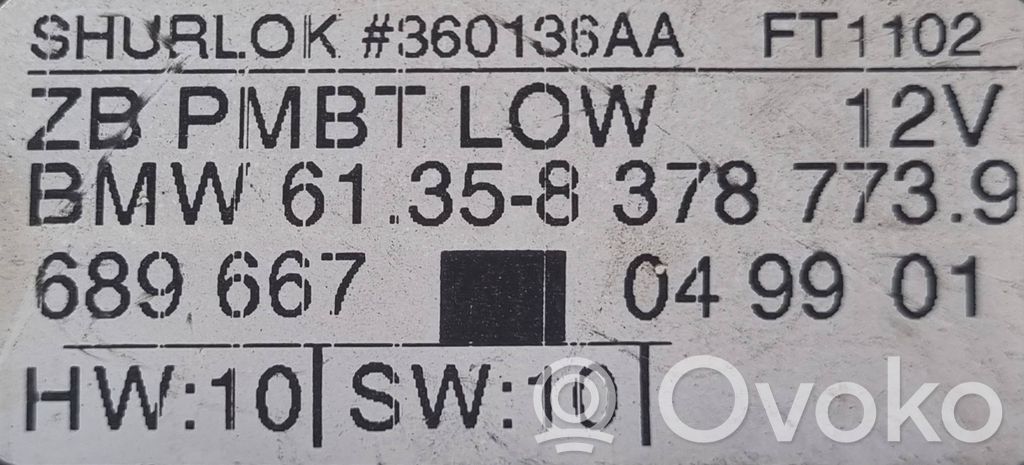 SHURLOK #360136AA FT1102
ZB PMBT LOW 12V
BMW 61.35-8 378 773.9
689 667 04 99 01
HW:10 SW:10
Ovoko